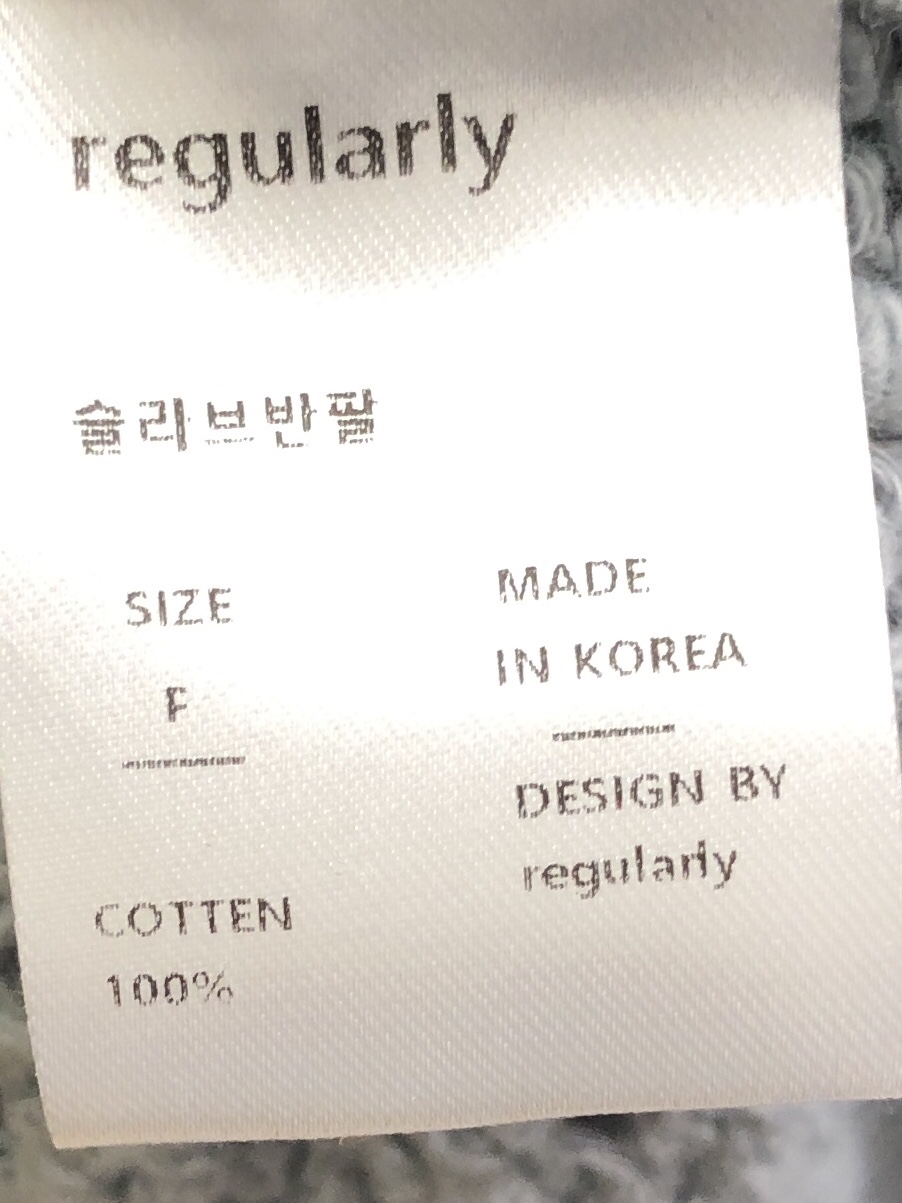 regularly
슬리브반팔
SIZE
F
MADE
IN KOREA
DESIGN BY
regularly
COTTEN
100%